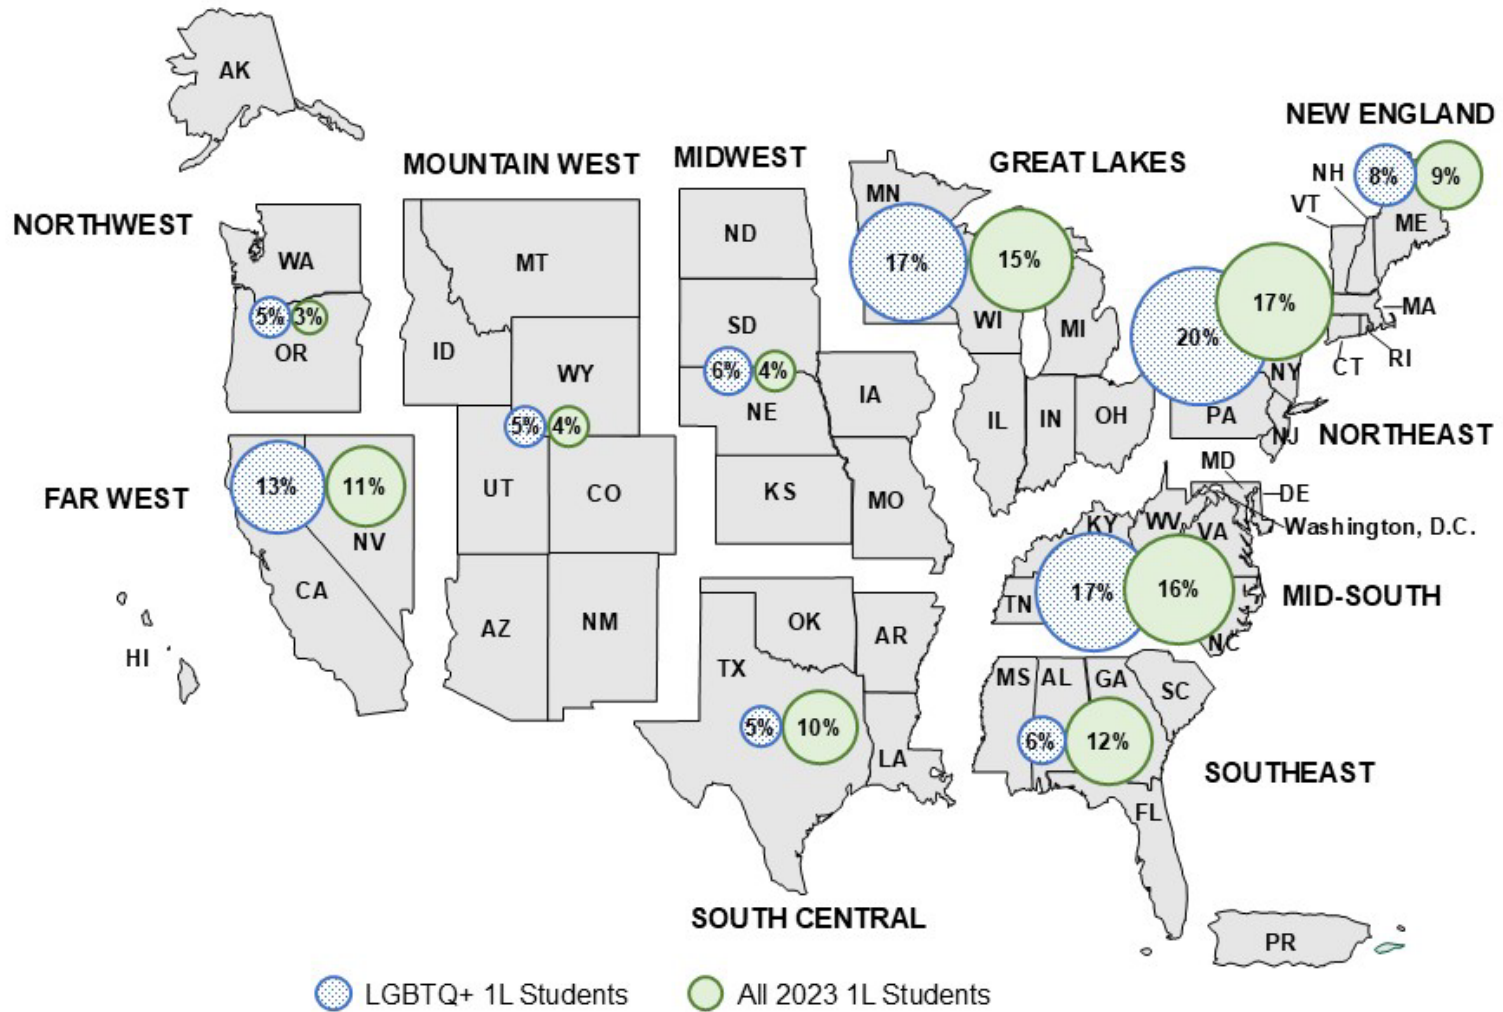 AK
NEW ENGLAND
MOUNTAIN WEST
MIDWEST
GREAT LAKES
NH
8%
9%
MN
VT
NORTHWEST
ME
ND
WA
MT
17%
15%
17%
MA
5%
3%
SD
WI
MI
20%
RI
OR
ID
CT
WY
6%
4%
NY
NE
IA
PA
5%
4%
IL
IN
OH
NJ
NORTHEAST
MD
FAR WEST
13%
11%
UT
CO
KS
MO
DE
KY
WV
VA
Washington, D.C.
NV
CA
17%
16%
MID-SOUTH
TN
HI
AZ
NM
OK
AR
NC
TX
MS
AL
GA
SC
5%
10%
6%
12%
LA
SOUTHEAST
FL
SOUTH CENTRAL
PR
LGBTQ+ 1L Students
All 2023 1L Students